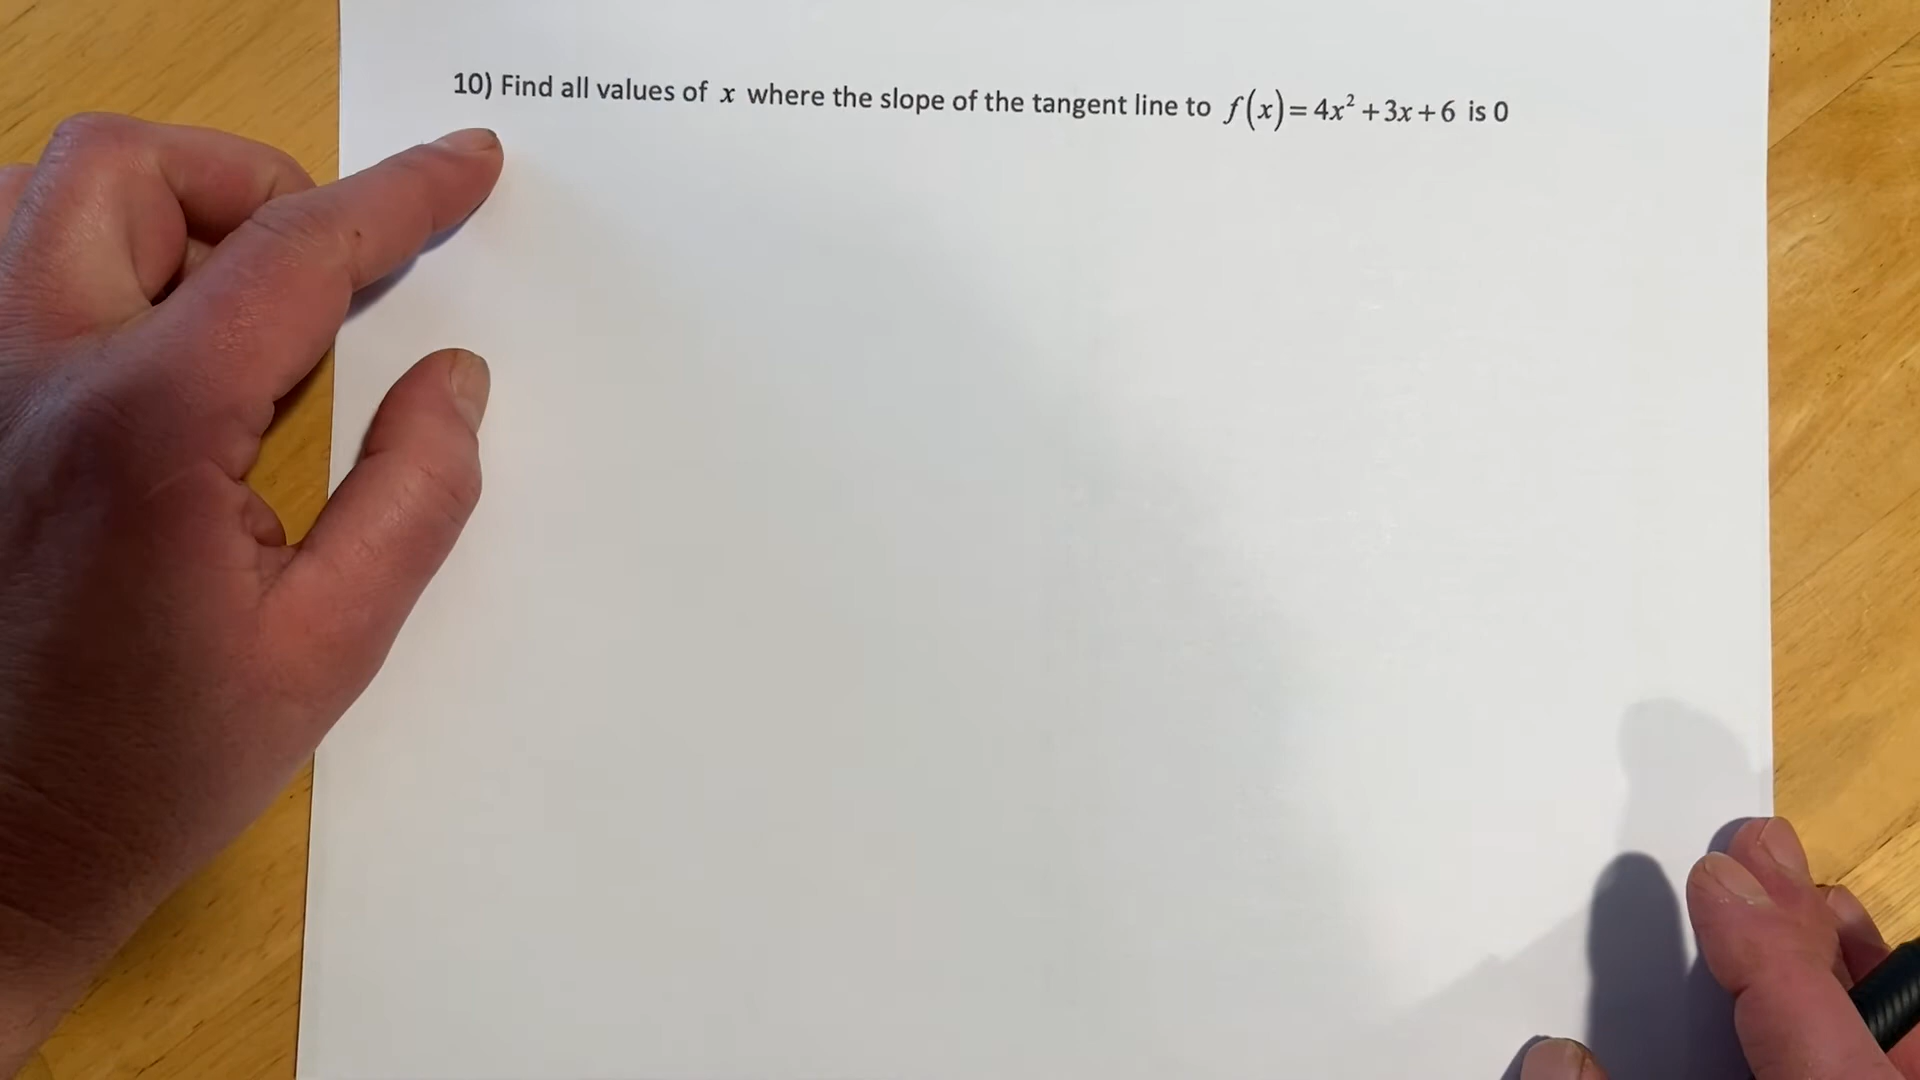 10) Find all values of x where the slope of the tangent line to f(x)= 4x² +3x+6 is 0